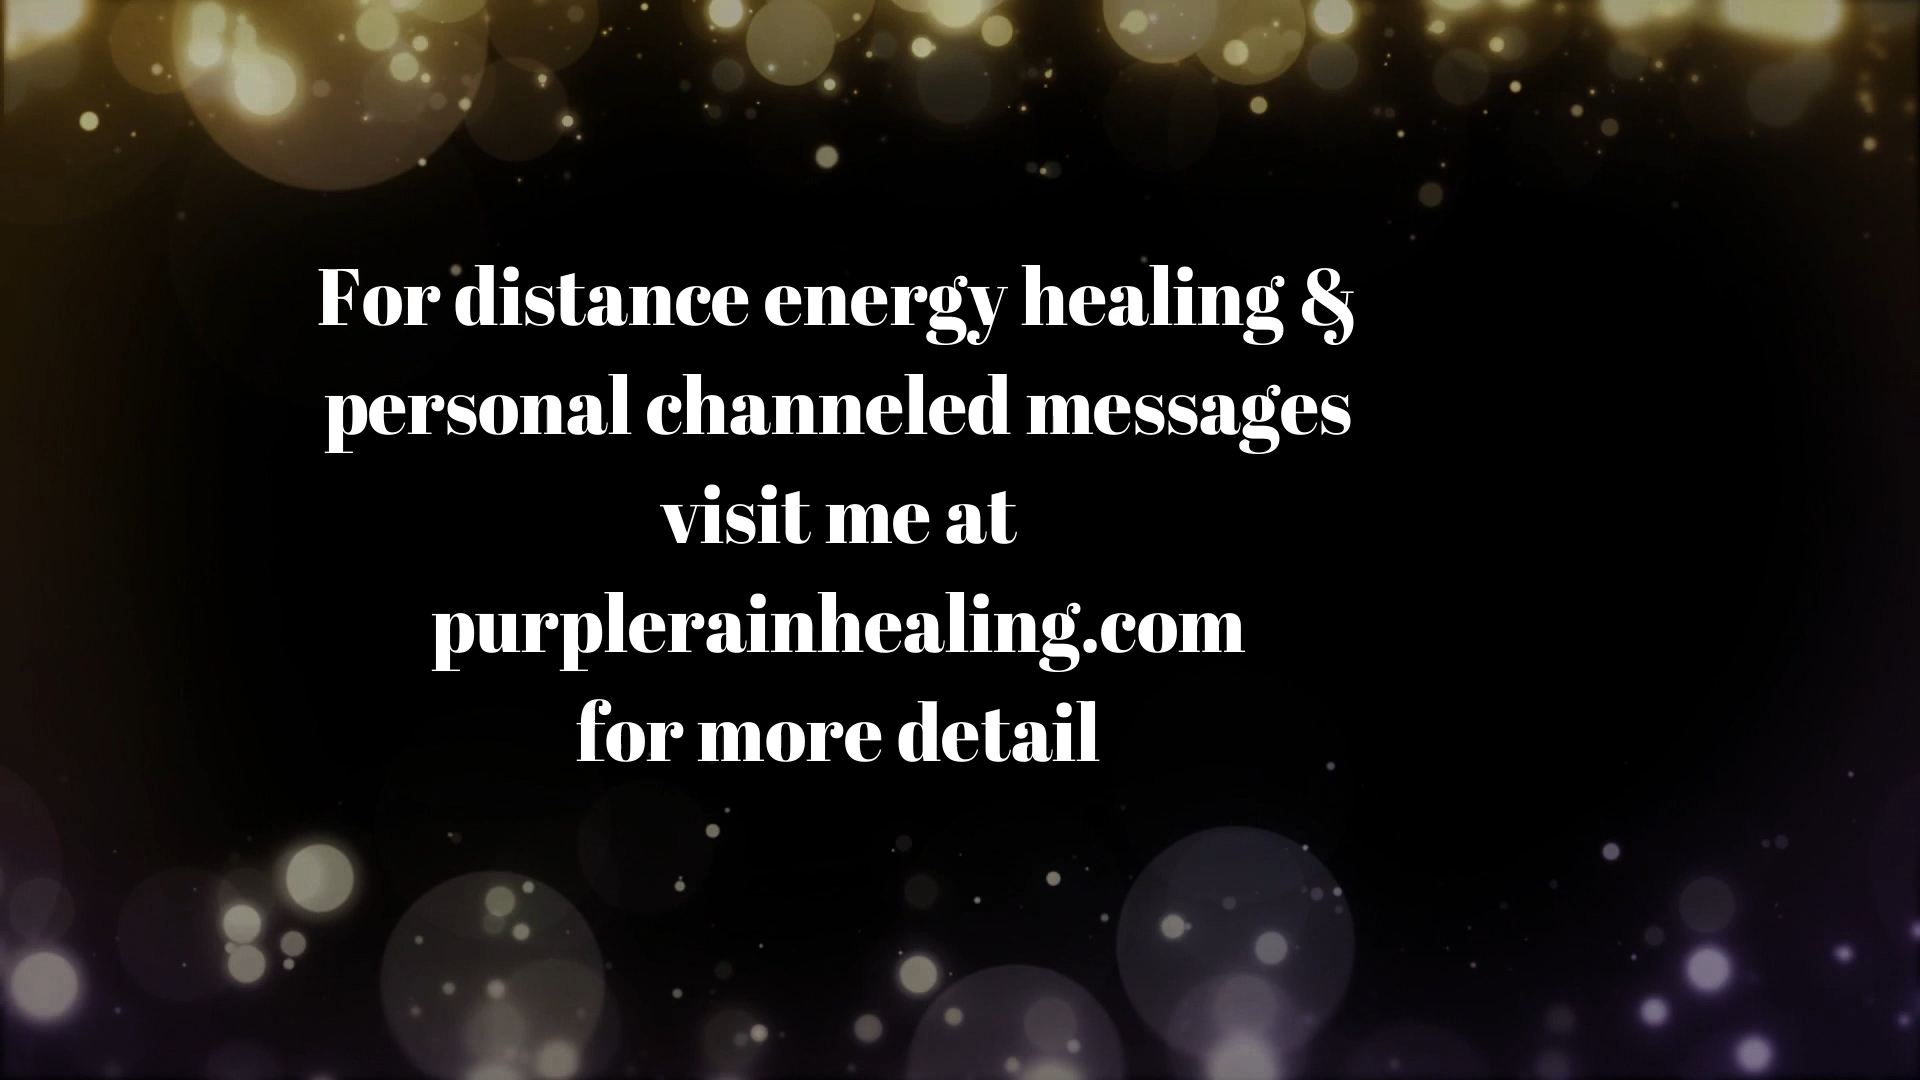 For distance energy healing &
personal channeled messages
visit me at
purplerainhealing.com
for more detail